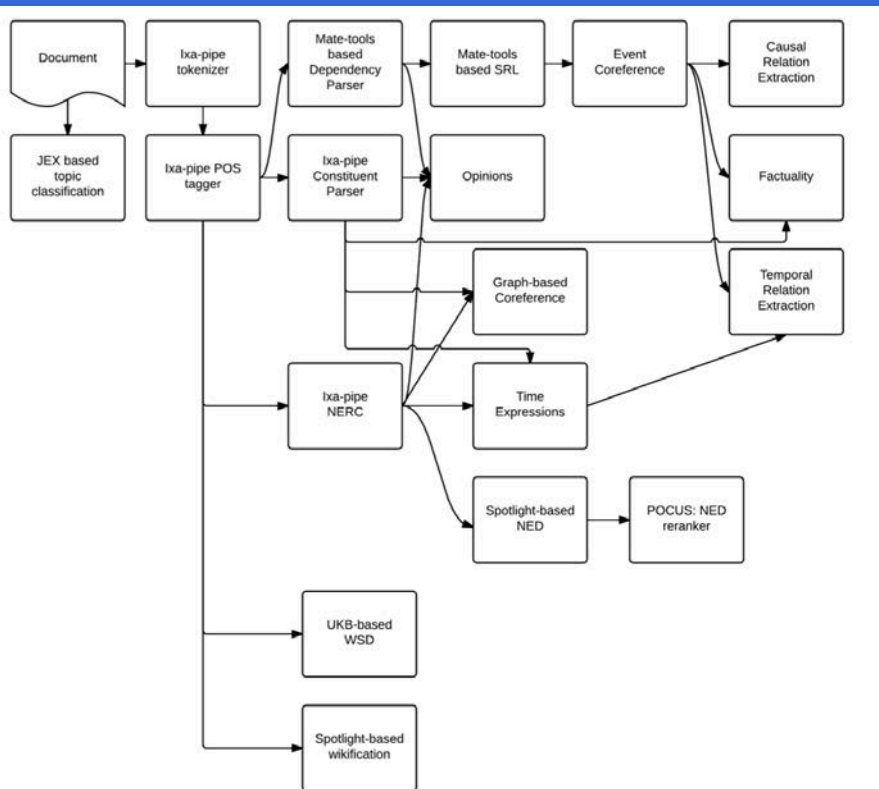 Document
Ixa-pipe
tokenizer
Mate-tools
based
Dependency
Parser
Mate-tools
based SRL
Event
Coreference
Causal
Relation
Extraction
JEX based
topic
classification
Ixa-pipe POS
tagger
Ixa-pipe
Constituent
Parser
Opinions
Factuality
Graph-based
Coreference
Temporal
Relation
Extraction
Ixa-pipe
NERC
Time
Expressions
Spotlight-based
NED
POCUS: NED
reranker
UKB-based
WSD
Spotlight-based
wikification